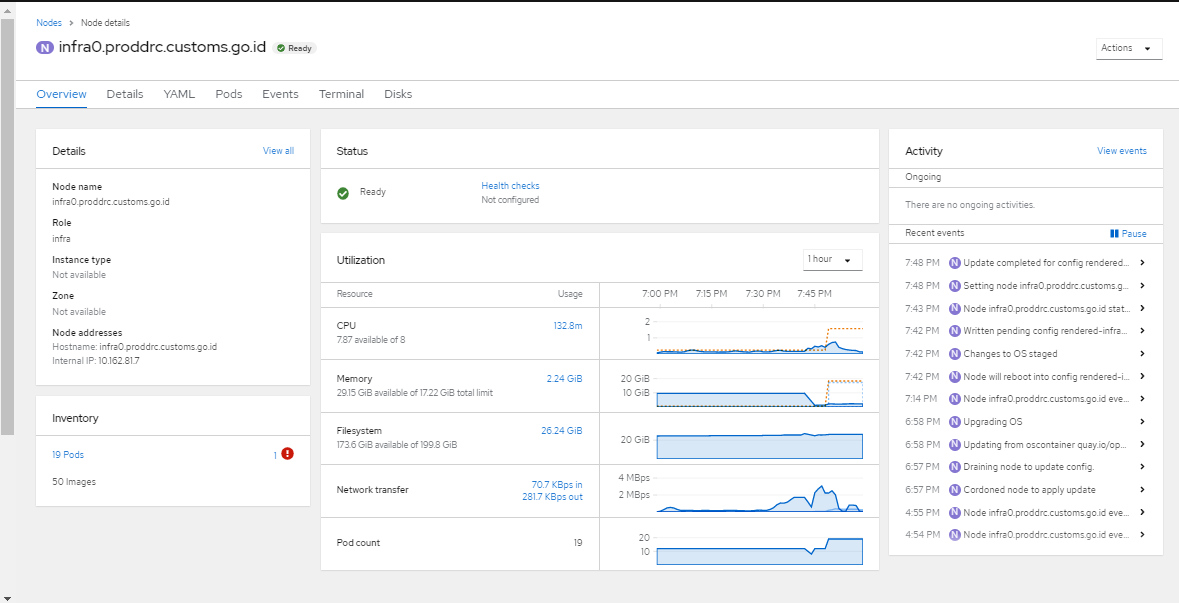 Nodes > Node details
N infra0.proddrc.customs.go.id Ready
Actions
Overview Details YAML Pods Events Terminal Disks
Details View all
Node name
infra0.proddrc.customs.go.id
Role
infra
Instance type
Not available
Zone
Not available
Node addresses
Hostname: infra0.proddrc.customs.go.id
Internal IP: 10.162.81.7
Inventory
19 Pods 1
50 Images
Status
Ready
Health checks
Not configured
Utilization 1 hour
Resource Usage 7:00 PM 7:15 PM 7:30 PM 7:45 PM
CPU 132.8m
7.87 available of 8
2
1
Memory 2.24 GiB
29.15 GiB available of 17.22 GiB total limit
20 GiB
10 GiB
Filesystem 26.24 GiB
173.6 GiB available of 199.8 GiB
20 GiB
Network transfer
70.7 KBps in
281.7 KBps out
4 MBps
2 MBps
Pod count 19
20
10
Activity View events
Ongoing
There are no ongoing activities.
Recent events Pause
7:48 PM N Update completed for config rendered...
7:48 PM N Setting node infra0.proddrc.customs.g...
7:43 PM N Node infra0.proddrc.customs.go.id stat...
7:42 PM N Written pending config rendered-infra...
7:42 PM N Changes to OS staged
7:42 PM N Node will reboot into config rendered-i...
7:14 PM N Node infra0.proddrc.customs.go.id eve...
6:58 PM N Upgrading OS
6:58 PM N Updating from oscontainer quay.io/op...
6:57 PM N Draining node to update config.
6:57 PM N Cordoned node to apply update
4:55 PM N Node infra0.proddrc.customs.go.id eve...
4:54 PM N Node infra0.proddrc.customs.go.id eve...